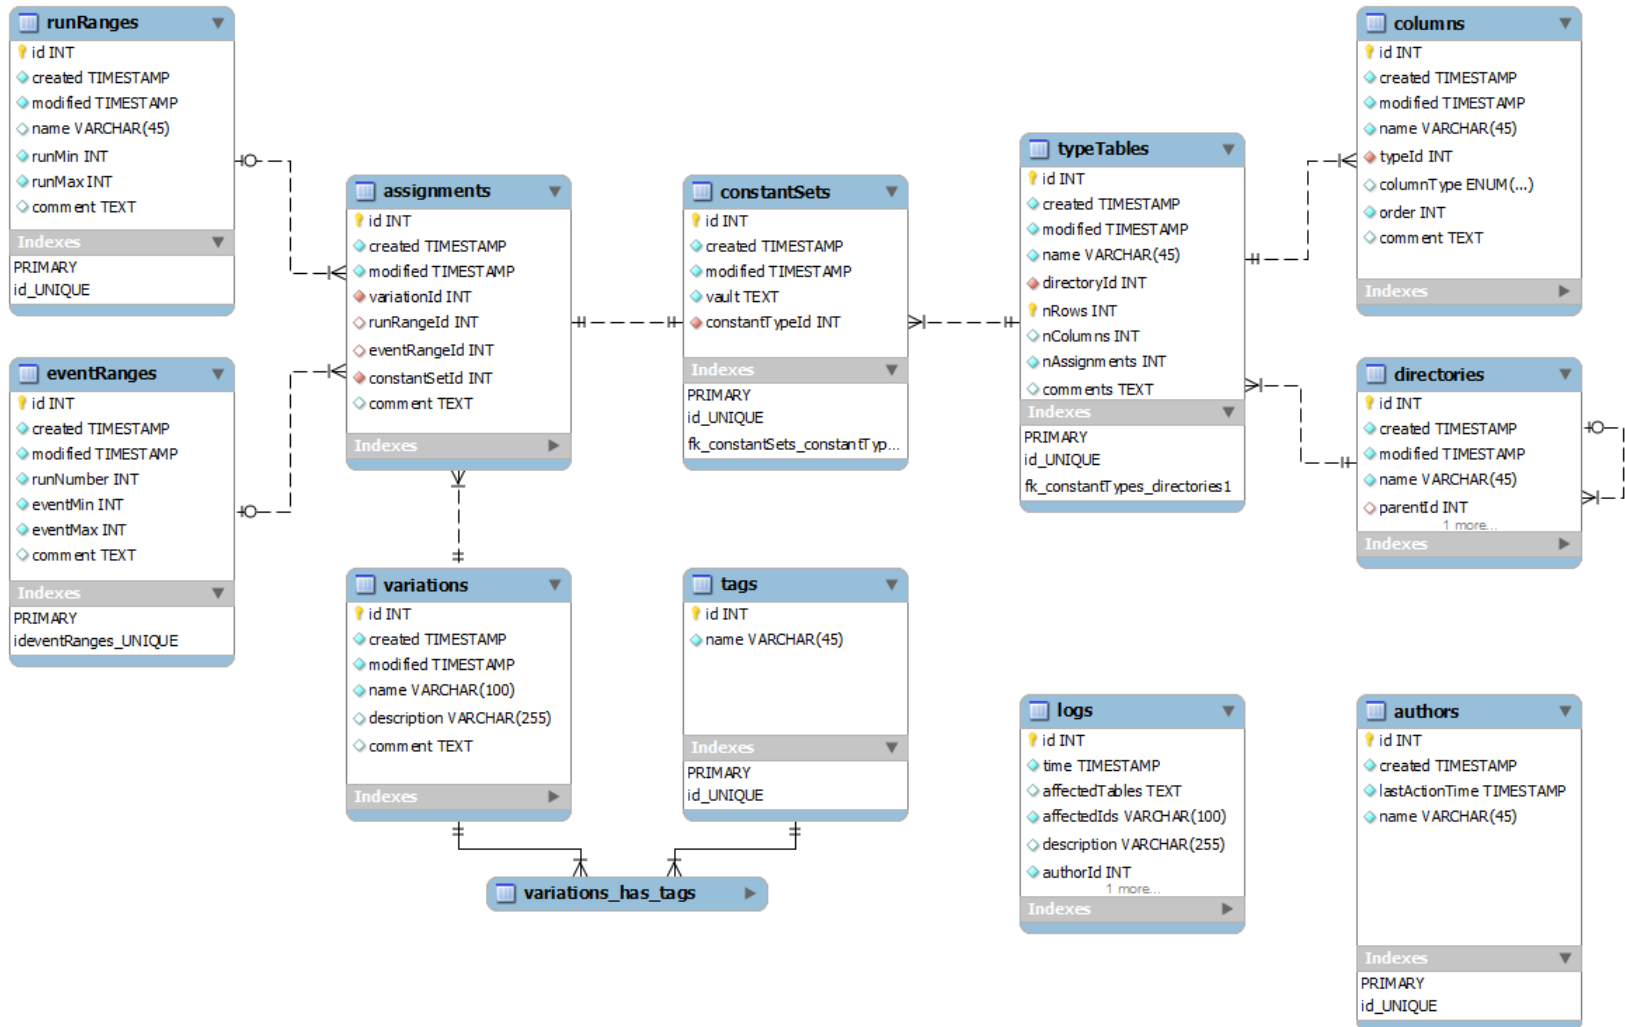 runRanges
id INT
created TIMESTAMP
modified TIMESTAMP
name VARCHAR(45)
runMin INT
runMax INT
comment TEXT
Indexes
PRIMARY
id_UNIQUE
eventRanges
id INT
created TIMESTAMP
modified TIMESTAMP
runNumber INT
eventMin INT
eventMax INT
comment TEXT
Indexes
PRIMARY
ideventRanges_UNIQUE
assignments
id INT
created TIMESTAMP
modified TIMESTAMP
variationId INT
runRangeId INT
eventRangeId INT
constantSetId INT
comment TEXT
Indexes
variations
id INT
created TIMESTAMP
modified TIMESTAMP
name VARCHAR(100)
description VARCHAR(255)
comment TEXT
Indexes
constantSets
id INT
created TIMESTAMP
modified TIMESTAMP
vault TEXT
constantTypeId INT
Indexes
PRIMARY
id_UNIQUE
fk_constantSets_constantTyp...
tags
id INT
name VARCHAR(45)
Indexes
PRIMARY
id_UNIQUE
variations_has_tags
typeTables
id INT
created TIMESTAMP
modified TIMESTAMP
name VARCHAR(45)
directoryId INT
nRows INT
nColumns INT
nAssignments INT
comments TEXT
Indexes
PRIMARY
id_UNIQUE
fk_constantTypes_directories1
logs
id INT
time TIMESTAMP
affectedTables TEXT
affectedIds VARCHAR(100)
description VARCHAR(255)
authorId INT
1 more...
Indexes
columns
id INT
created TIMESTAMP
modified TIMESTAMP
name VARCHAR(45)
typeId INT
columnType ENUM(...)
order INT
comment TEXT
Indexes
directories
id INT
created TIMESTAMP
modified TIMESTAMP
name VARCHAR(45)
parentId INT
1 more...
Indexes
authors
id INT
created TIMESTAMP
lastActionTime TIMESTAMP
name VARCHAR(45)
Indexes
PRIMARY
id_UNIQUE